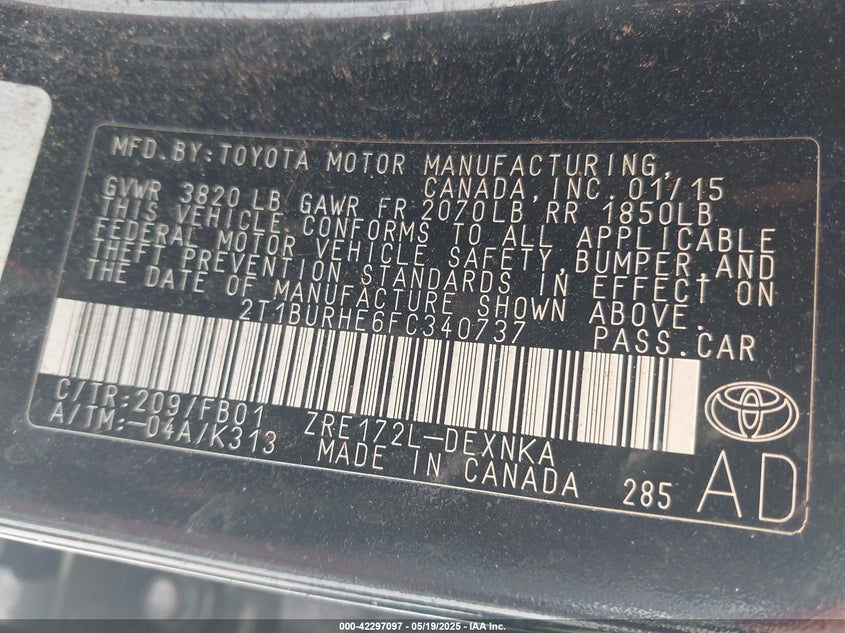 MFD.BY:TOYOTA MOTOR MANUFACTURING,
CANADA,INC.01/15
GVWR 3820 LB GAWR FR 2070LB RR 1850LB
THIS VEHICLE CONFORMS TO ALL APPLICABLE
FEDERAL MOTOR VEHICLE SAFETY,BUMPER,AND
THEFT PREVENTION STANDARDS IN EFFECT ON
THE DATE OF MANUFACTURE SHOWN ABOVE.
2T1BURHE6FC340737 PASS.CAR
C/TR:209/FB01 ZRE172L-DEXNKA
A/TM:-04A/K313 MADE IN CANADA 285
AD
000-42297097 - 05/19/2025 - IAA Inc.